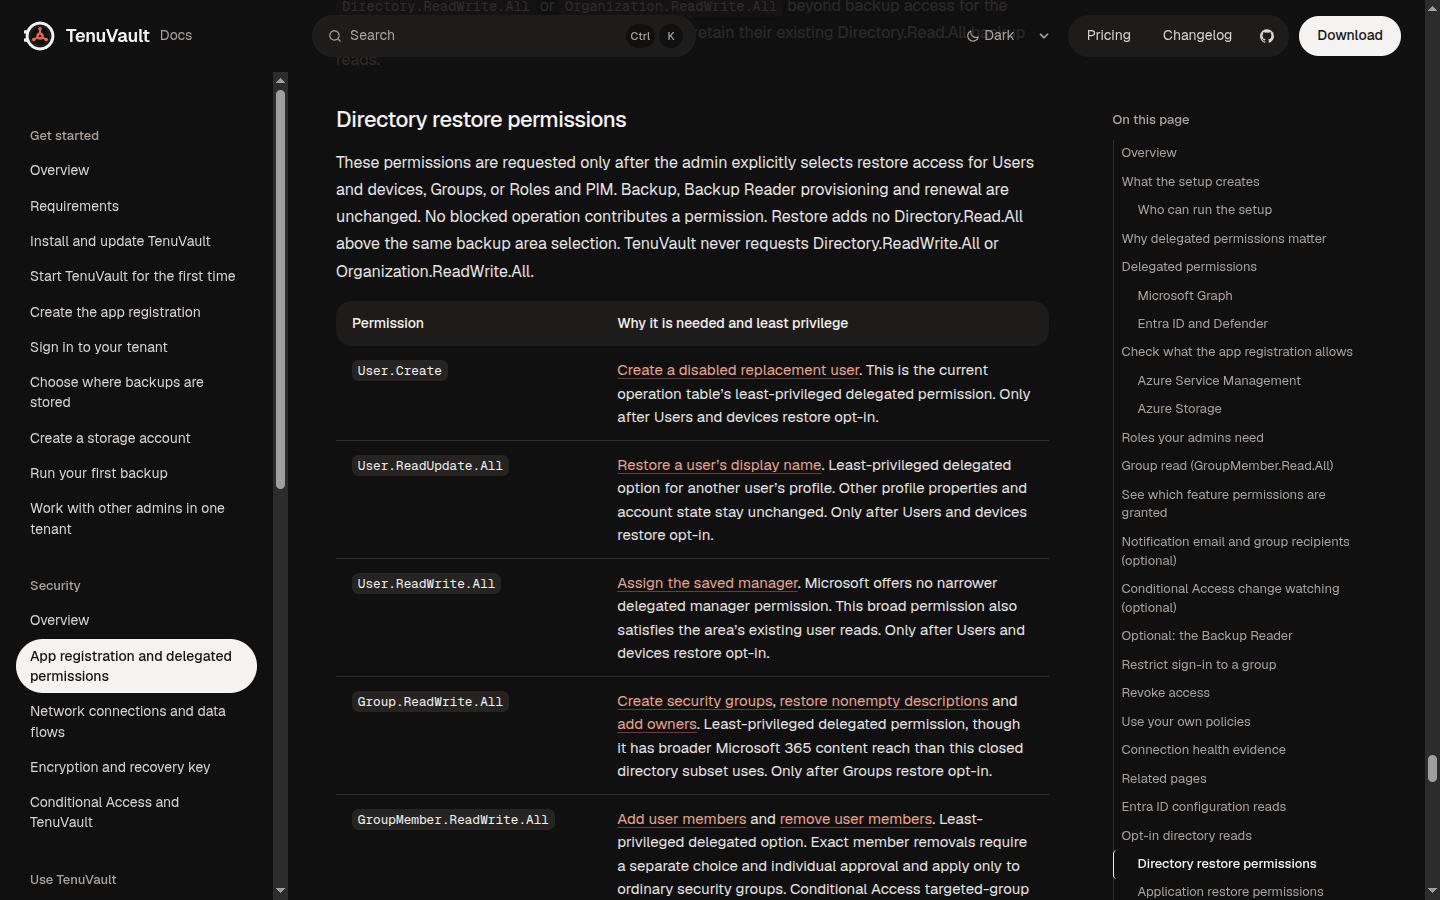 Directory.ReadWrite.All or Organization.ReadWrite.All beyond backup access for the
TenuVault Docs
Search Ctrl K
retain their existing Directory.Read.All backup
Dark
Pricing Changelog Download
reads.
Get started
Overview
Requirements
Install and update TenuVault
Start TenuVault for the first time
Create the app registration
Sign in to your tenant
Choose where backups are
stored
Create a storage account
Run your first backup
Work with other admins in one
tenant
Security
Overview
App registration and delegated
permissions
Network connections and data
flows
Encryption and recovery key
Conditional Access and
TenuVault
Use TenuVault
Directory restore permissions
These permissions are requested only after the admin explicitly selects restore access for Users
and devices, Groups, or Roles and PIM. Backup, Backup Reader provisioning and renewal are
unchanged. No blocked operation contributes a permission. Restore adds no Directory.Read.All
above the same backup area selection. TenuVault never requests Directory.ReadWrite.All or
Organization.ReadWrite.All.
Permission Why it is needed and least privilege
User.Create Create a disabled replacement user. This is the current
operation table's least-privileged delegated permission. Only
after Users and devices restore opt-in.
User.ReadUpdate.All Restore a user's display name. Least-privileged delegated
option for another user's profile. Other profile properties and
account state stay unchanged. Only after Users and devices
restore opt-in.
User.ReadWrite.All Assign the saved manager. Microsoft offers no narrower
delegated manager permission. This broad permission also
satisfies the area's existing user reads. Only after Users and
devices restore opt-in.
Group.ReadWrite.All Create security groups, restore nonempty descriptions and
add owners. Least-privileged delegated permission, though
it has broader Microsoft 365 content reach than this closed
directory subset uses. Only after Groups restore opt-in.
GroupMember.ReadWrite.All Add user members and remove user members. Least-
privileged delegated option. Exact member removals require
a separate choice and individual approval and apply only to
ordinary security groups. Conditional Access targeted-group
On this page
Overview
What the setup creates
Who can run the setup
Why delegated permissions matter
Delegated permissions
Microsoft Graph
Entra ID and Defender
Check what the app registration allows
Azure Service Management
Azure Storage
Roles your admins need
Group read (GroupMember.Read.All)
See which feature permissions are
granted
Notification email and group recipients
(optional)
Conditional Access change watching
(optional)
Optional: the Backup Reader
Restrict sign-in to a group
Revoke access
Use your own policies
Connection health evidence
Related pages
Entra ID configuration reads
Opt-in directory reads
Directory restore permissions
Application restore permissions